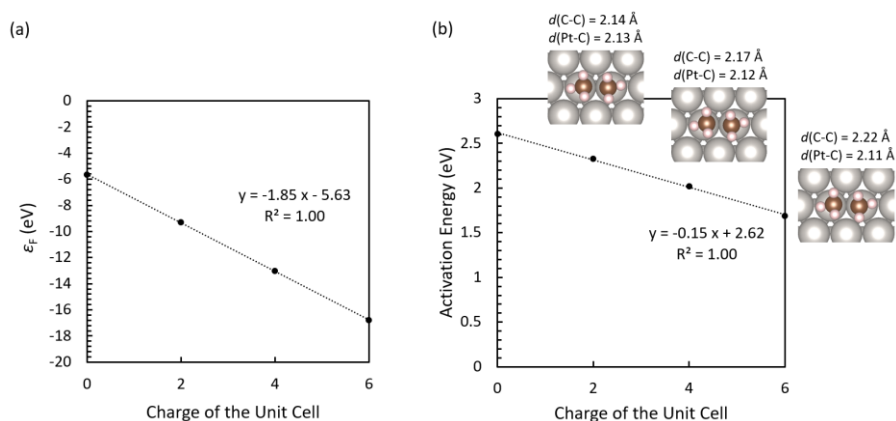 (a)
0
-2
-4
-6
-8
-10
-12
-14
-16
-18
-20
εF (eV)
y = -1.85 x - 5.63
R² = 1.00
0
2
4
6
Charge of the Unit Cell
(b)
d(C-C) = 2.14 Å
d(Pt-C) = 2.13 Å
d(C-C) = 2.17 Å
d(Pt-C) = 2.12 Å
d(C-C) = 2.22 Å
d(Pt-C) = 2.11 Å
3
2.5
2
1.5
1
0.5
0
Activation Energy (eV)
y = -0.15 x + 2.62
R² = 1.00
0
2
4
6
Charge of the Unit Cell